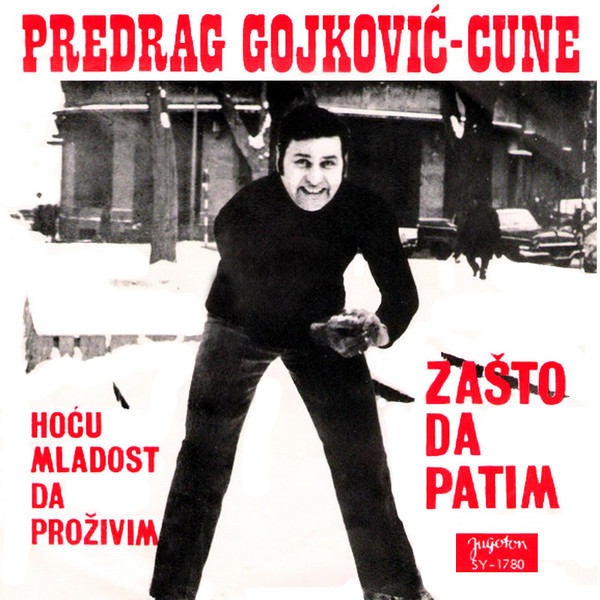 PREDRAG GOJKOVIĆ-CUNE
ZAŠTO
DA
PATIM
HOĆU
MLADOST
DA
PROŽIVIM
Jugoton
SY-1780